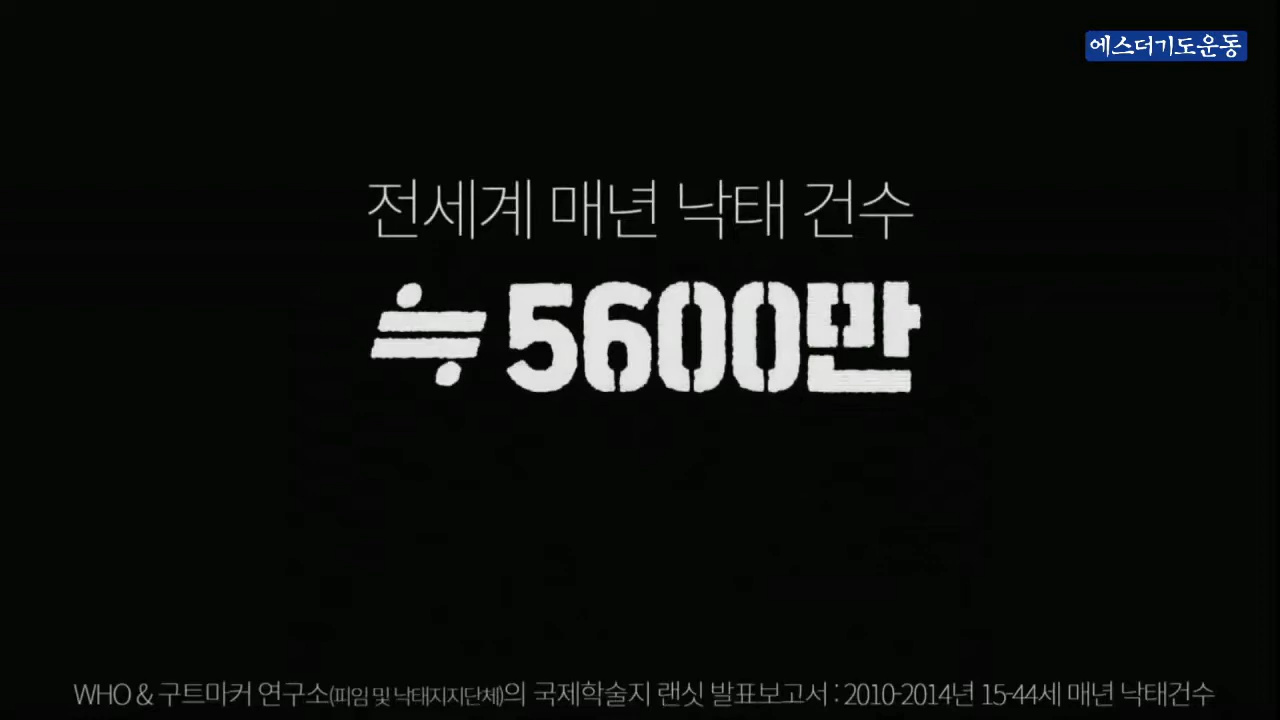 에스더기도운동
전세계 매년 낙태 건수
≒ 5600만
WHO & 구트마커 연구소(피임 및 낙태지지단체)의 국제학술지 랜싯 발표보고서 : 2010-2014년 15-44세 매년 낙태건수